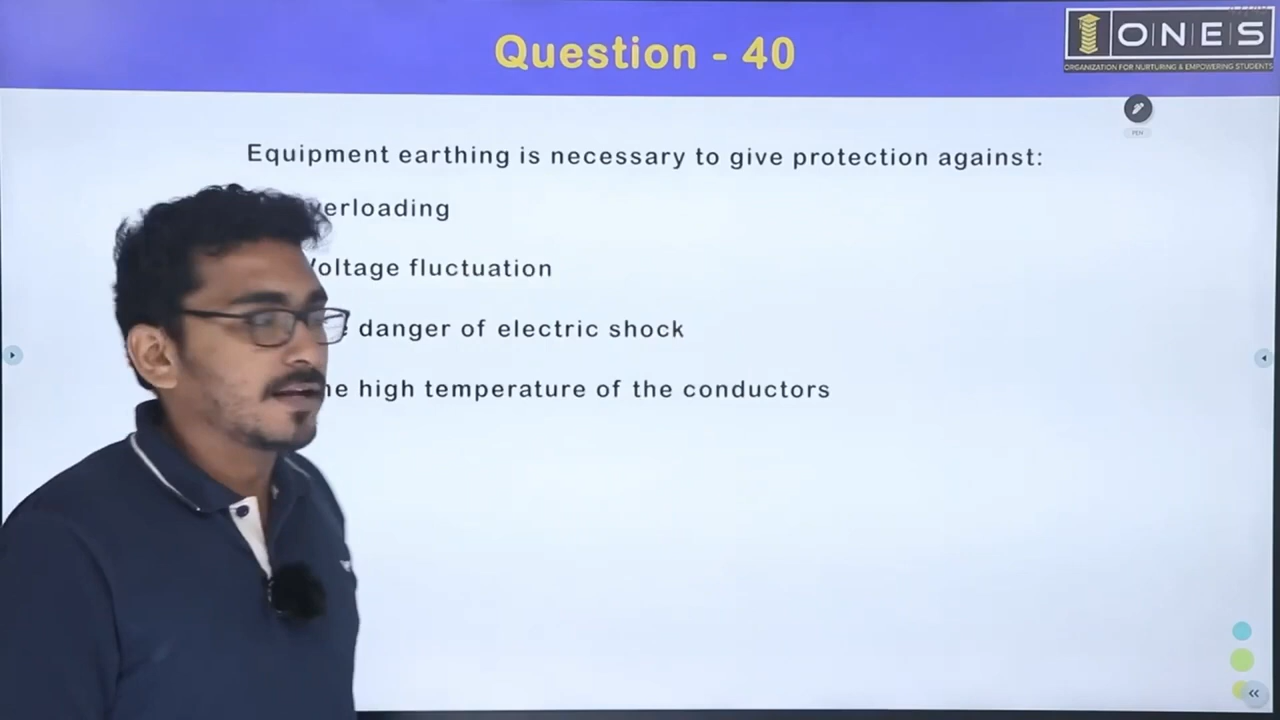 Question - 40
ONES
ORGANIZATION FOR NURTURING & EMPOWERING STUDENTS
PEN
Equipment earthing is necessary to give protection against:
verloading
Voltage fluctuation
danger of electric shock
he high temperature of the conductors